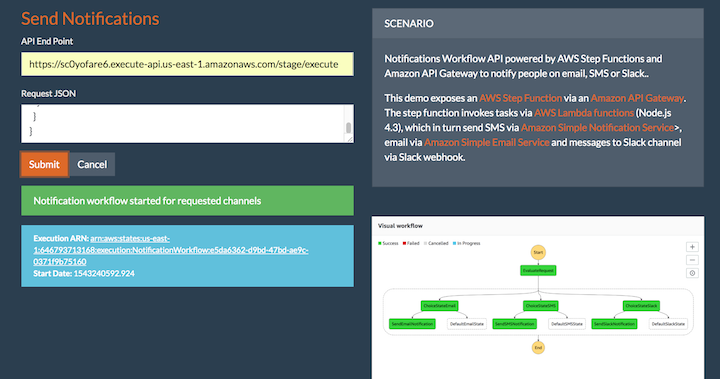 Send Notifications
API End Point
https://sc0yofare6.execute-api.us-east-1.amazonaws.com/stage/execute
Request JSON
}
}
Submit
Cancel
Notification workflow started for requested channels
Execution ARN: arn:aws:states:us-east-
1:646793713168:execution:NotificationWorkflow:e5da6362-d9bd-47bd-ae9c-
0371f9b75160
Start Date: 1543240592.924
SCENARIO
Notifications Workflow API powered by AWS Step Functions and
Amazon API Gateway to notify people on email, SMS or Slack..
This demo exposes an AWS Step Function via an Amazon API Gateway.
The step function invokes tasks via AWS Lambda functions (Node.js
4.3), which in turn send SMS via Amazon Simple Notification Service>,
email via Amazon Simple Email Service and messages to Slack channel
via Slack webhook.
Visual workflow
Success Failed Cancelled In Progress
Start
EvaluateRequest
ChoiceStateEmail ChoiceStateSMS ChoiceStateSlack
SendEmailNotification DefaultEmailState SendSMSNotification DefaultSMSState SendSlackNotification DefaultSlackState
End